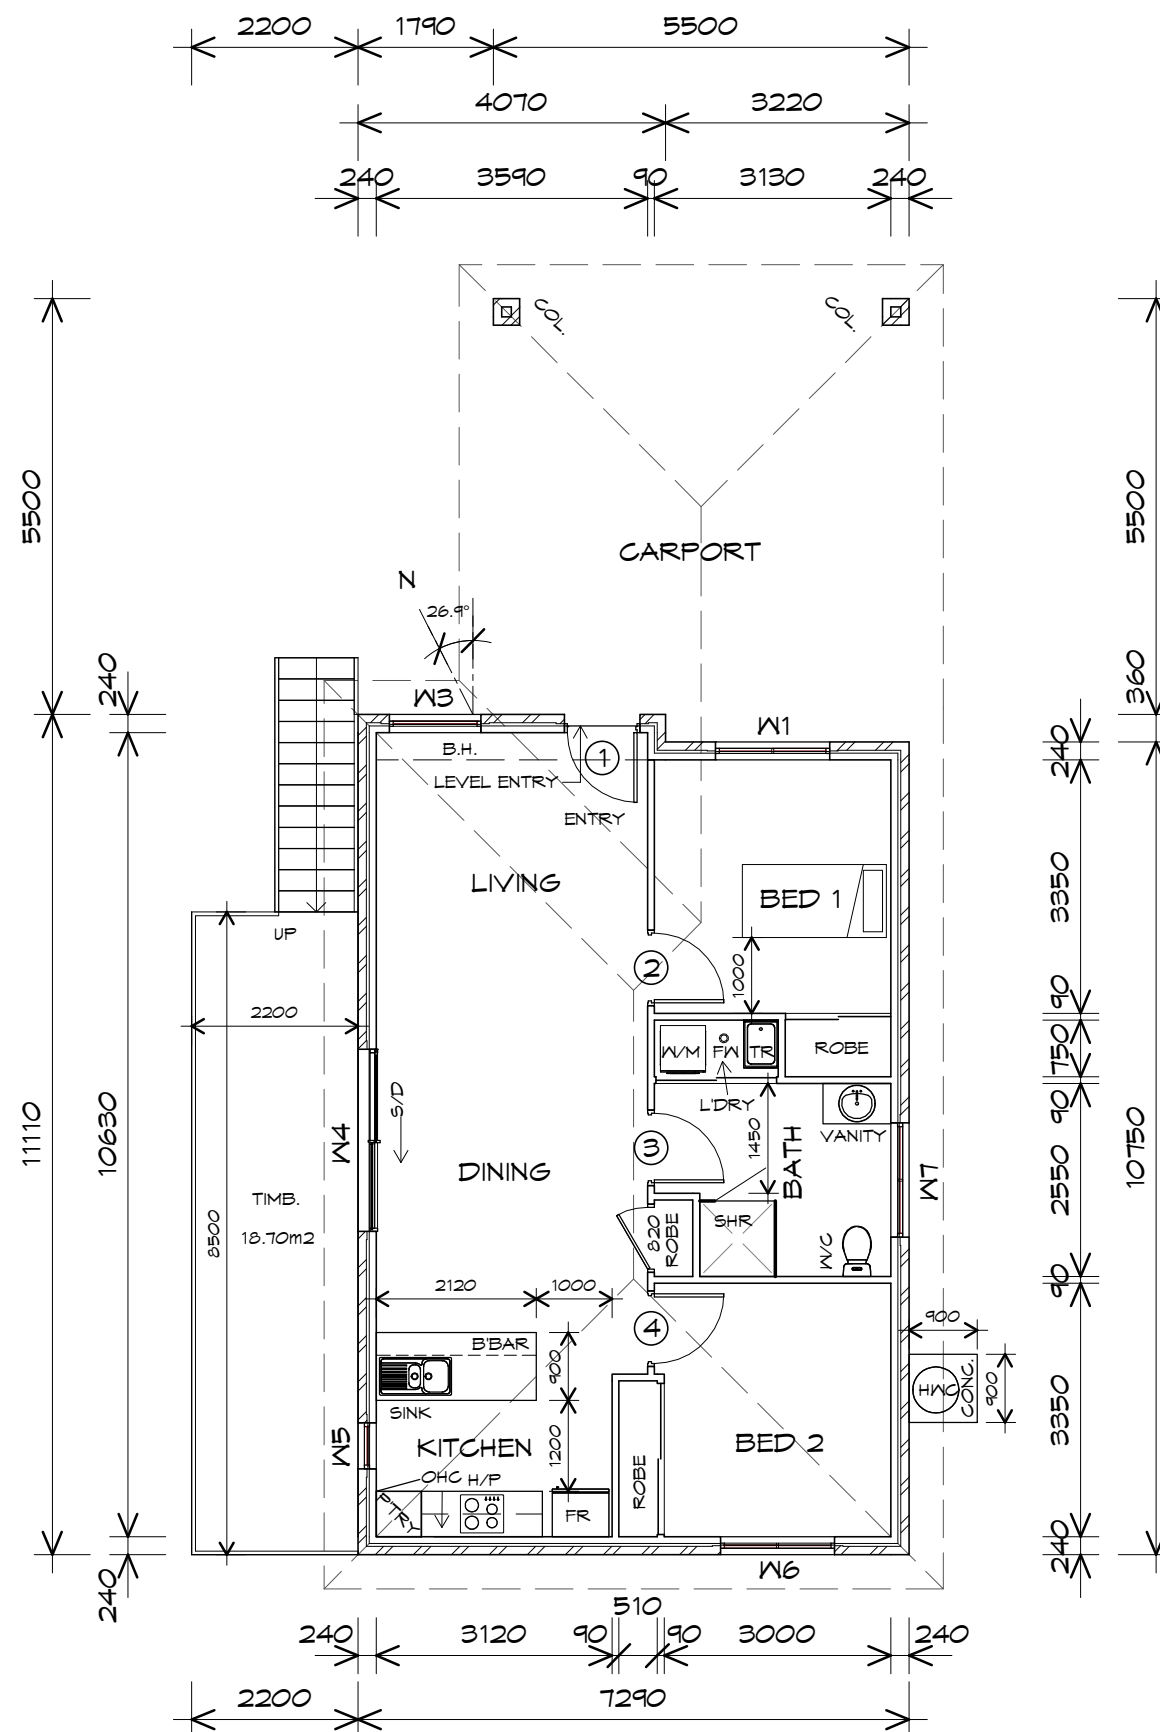 2200 1790 5500
4070 3220
240 3590 90 3130 240
COL. COL.
5500
5500
CARPORT
N
26.9°
240
360
W3
W1
B.H.
1
240
LEVEL ENTRY
ENTRY
LIVING
BED 1
3350
UP
2
1000
90
2200
W/M FW TR ROBE
750
L'DRY
90
S/D
VANITY
11110
10630
W4
3
1450
BATH
W7
2550
10750
DINING
TIMB.
18.70m2
8500
820
ROBE
SHR
W/C
2120 1000
90
4
900
B'BAR
900
HWC
CONC.
900
SINK
W5
KITCHEN
1200
BED 2
3350
OHC H/P
P'TRY
FR
ROBE
240
240
W6
510
240 3120 90 90 3000 240
2200 7290